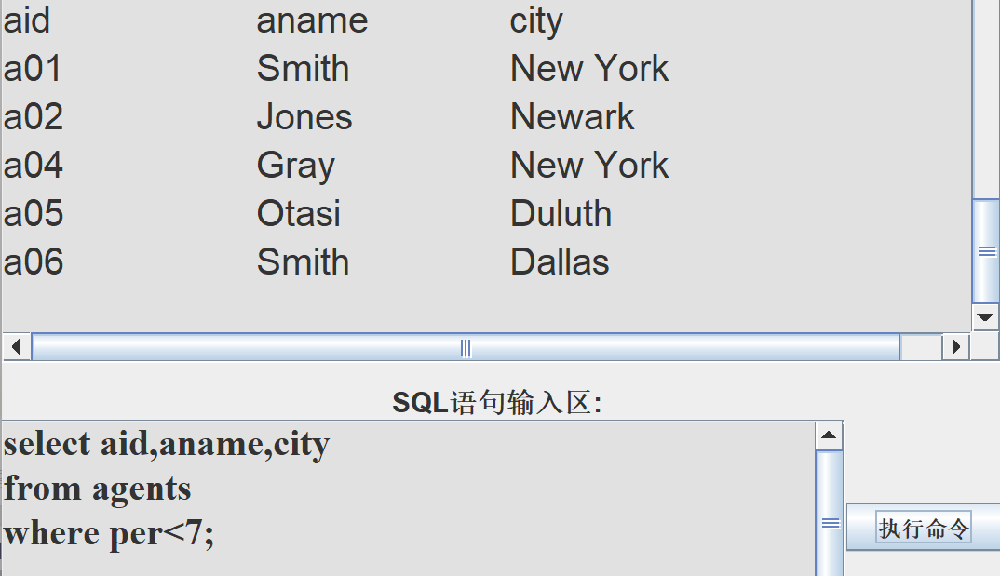 aid aname city
a01 Smith New York
a02 Jones Newark
a04 Gray New York
a05 Otasi Duluth
a06 Smith Dallas
SQL语句输入区:
select aid,aname,city
from agents
where per<7;
执行命令